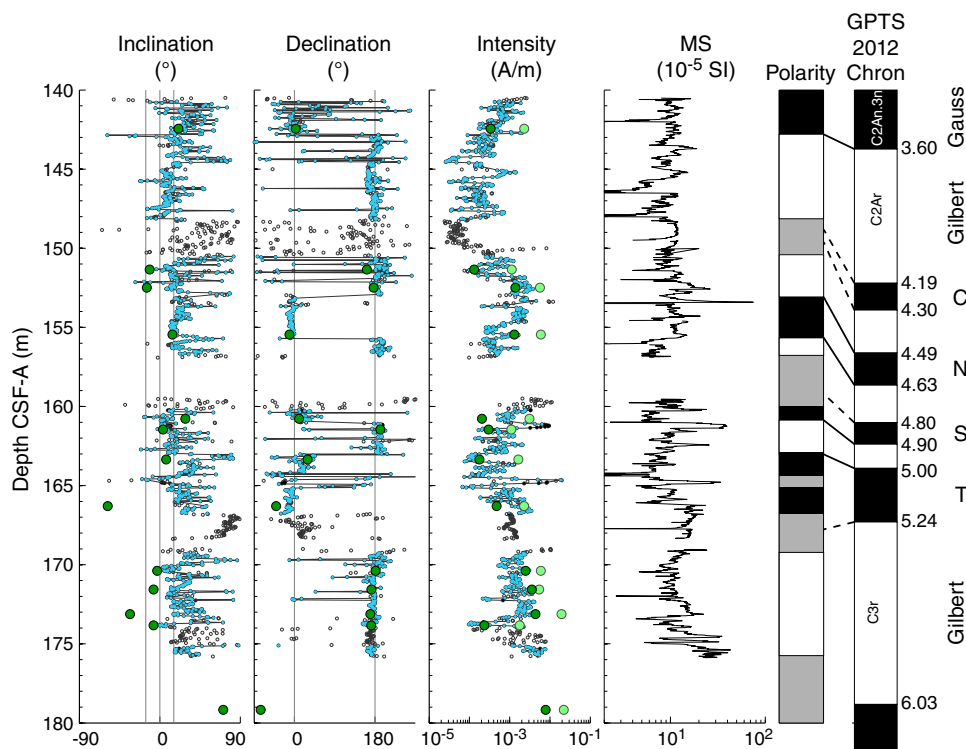 GPTS
Inclination Declination Intensity MS 2012
(°) (°) (A/m) (10-5 SI) Polarity Chron
140
C2An.3n
Gauss
3.60
145
C2Ar
Gilbert
150
4.19
C
4.30
155
4.49
N
4.63
Depth CSF-A (m)
160
4.80
S
4.90
165
5.00
T
5.24
170
C3r
Gilbert
175
6.03
180
-90 0 90 0 180 10-5 10-3 10-1 101 102